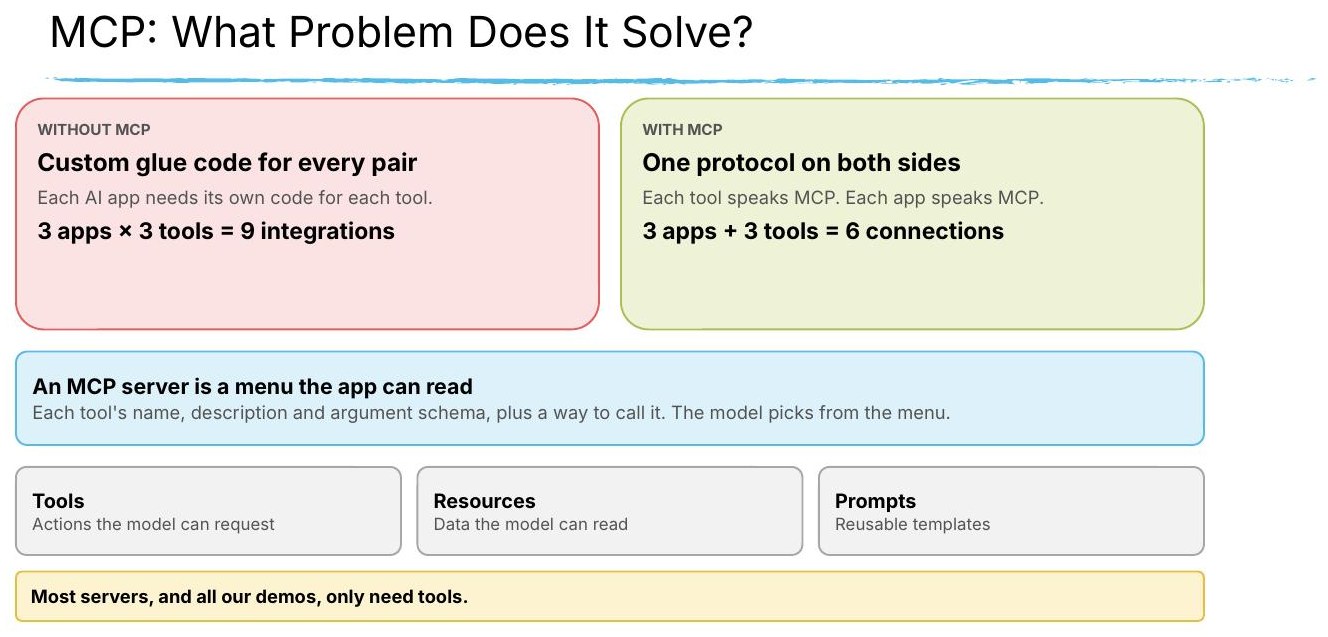 MCP: What Problem Does It Solve?
WITHOUT MCP
Custom glue code for every pair
Each AI app needs its own code for each tool.
3 apps × 3 tools = 9 integrations
WITH MCP
One protocol on both sides
Each tool speaks MCP. Each app speaks MCP.
3 apps + 3 tools = 6 connections
An MCP server is a menu the app can read
Each tool's name, description and argument schema, plus a way to call it. The model picks from the menu.
Tools
Actions the model can request
Resources
Data the model can read
Prompts
Reusable templates
Most servers, and all our demos, only need tools.